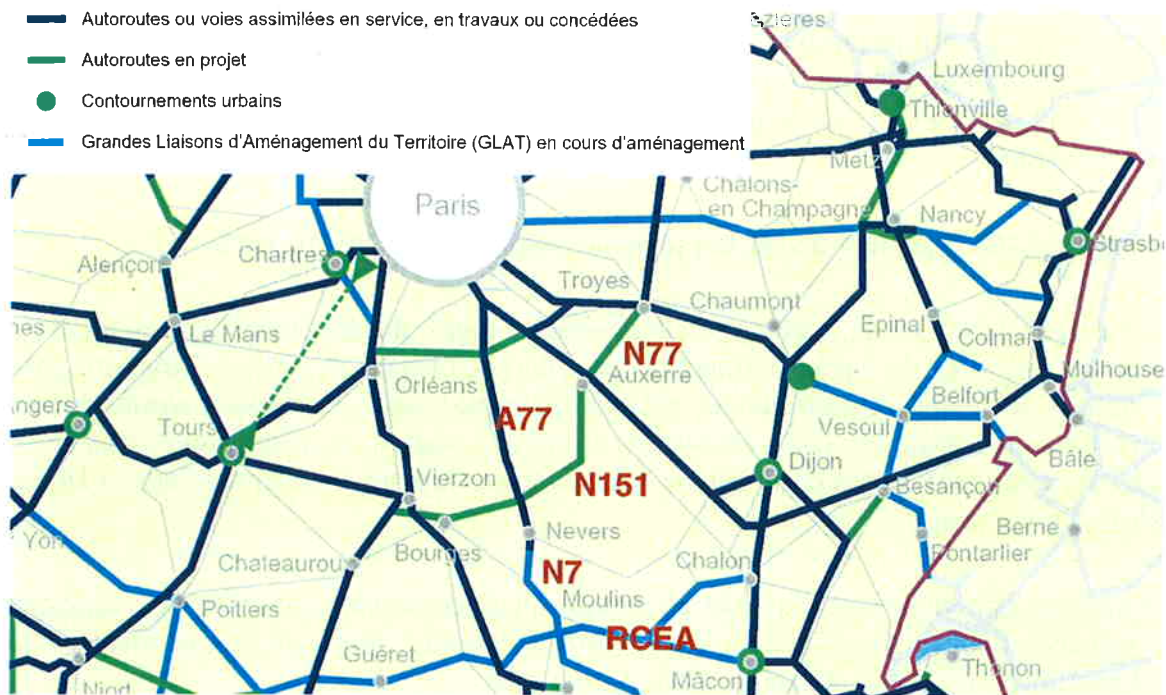 Autoroutes ou voies assimilées en service, en travaux ou concédées
Autoroutes en projet
Contournements urbains
Grandes Liaisons d'Aménagement du Territoire (GLAT) en cours d'aménagement
Luxembourg
Thionville
Metz
Paris
Chalons-
en Champagne
Nancy
Strasb
Alençon
Chartres
Troyes
Chaumont
Le Mans
Epinal
Colmar
N77
Auxerre
Mulhouse
Orléans
Belfort
ngers
A77
Tours
Vesoul
Dijon
Bâle
Vierzon
N151
Besançon
Yon
Bourges
Nevers
Berne
Pontarlier
Chateauroux
N7
Chalon
Poitiers
Moulins
RCEA
Guéret
Mâcon
Thonon
Niort